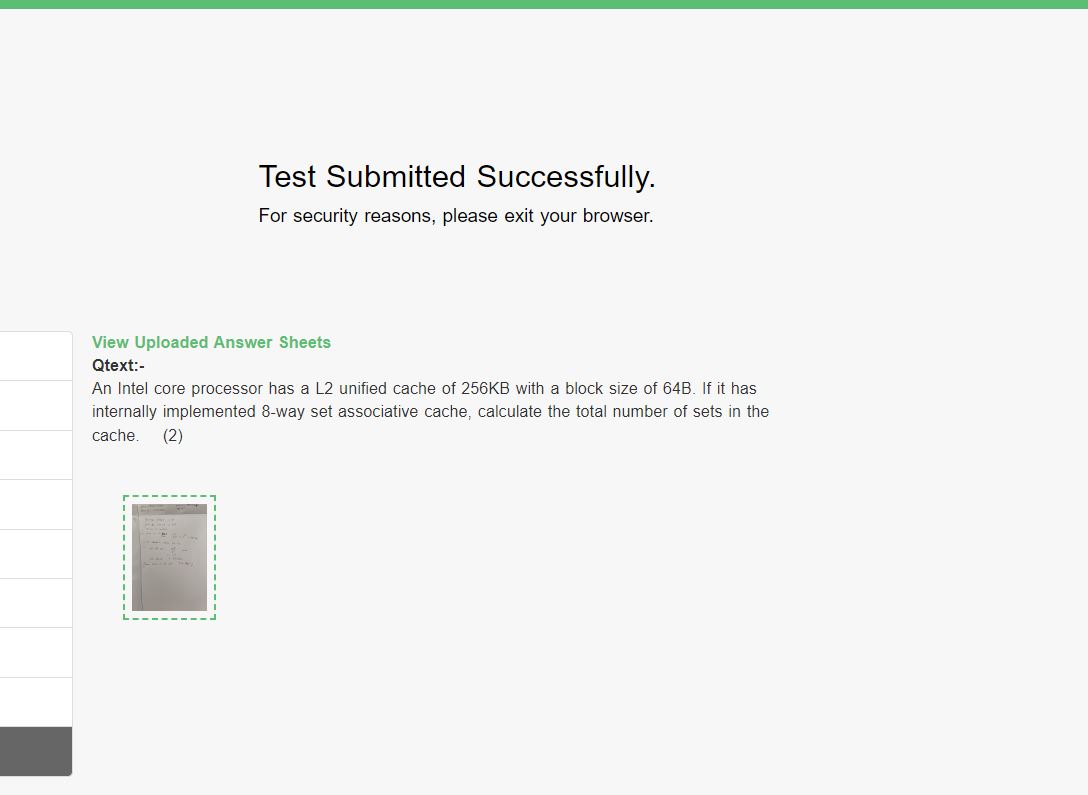 Test Submitted Successfully.
For security reasons, please exit your browser.
View Uploaded Answer Sheets
Qtext:-
An Intel core processor has a L2 unified cache of 256KB with a block size of 64B. If it has
internally implemented 8-way set associative cache, calculate the total number of sets in the
cache. (2)